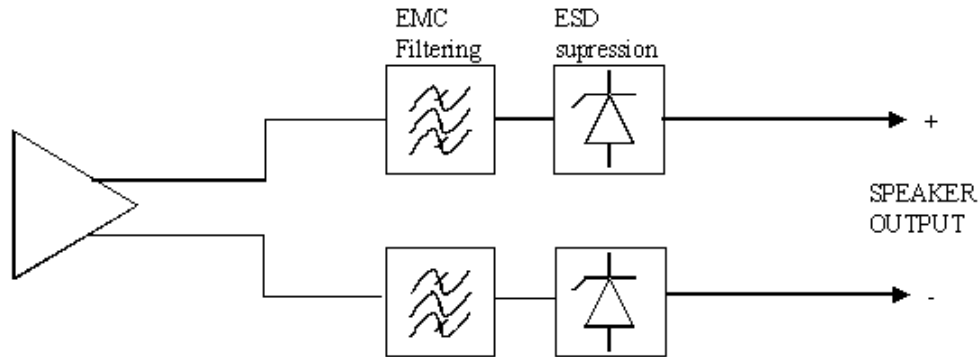 EMC
Filtering
ESD
supression
+
SPEAKER
OUTPUT
-